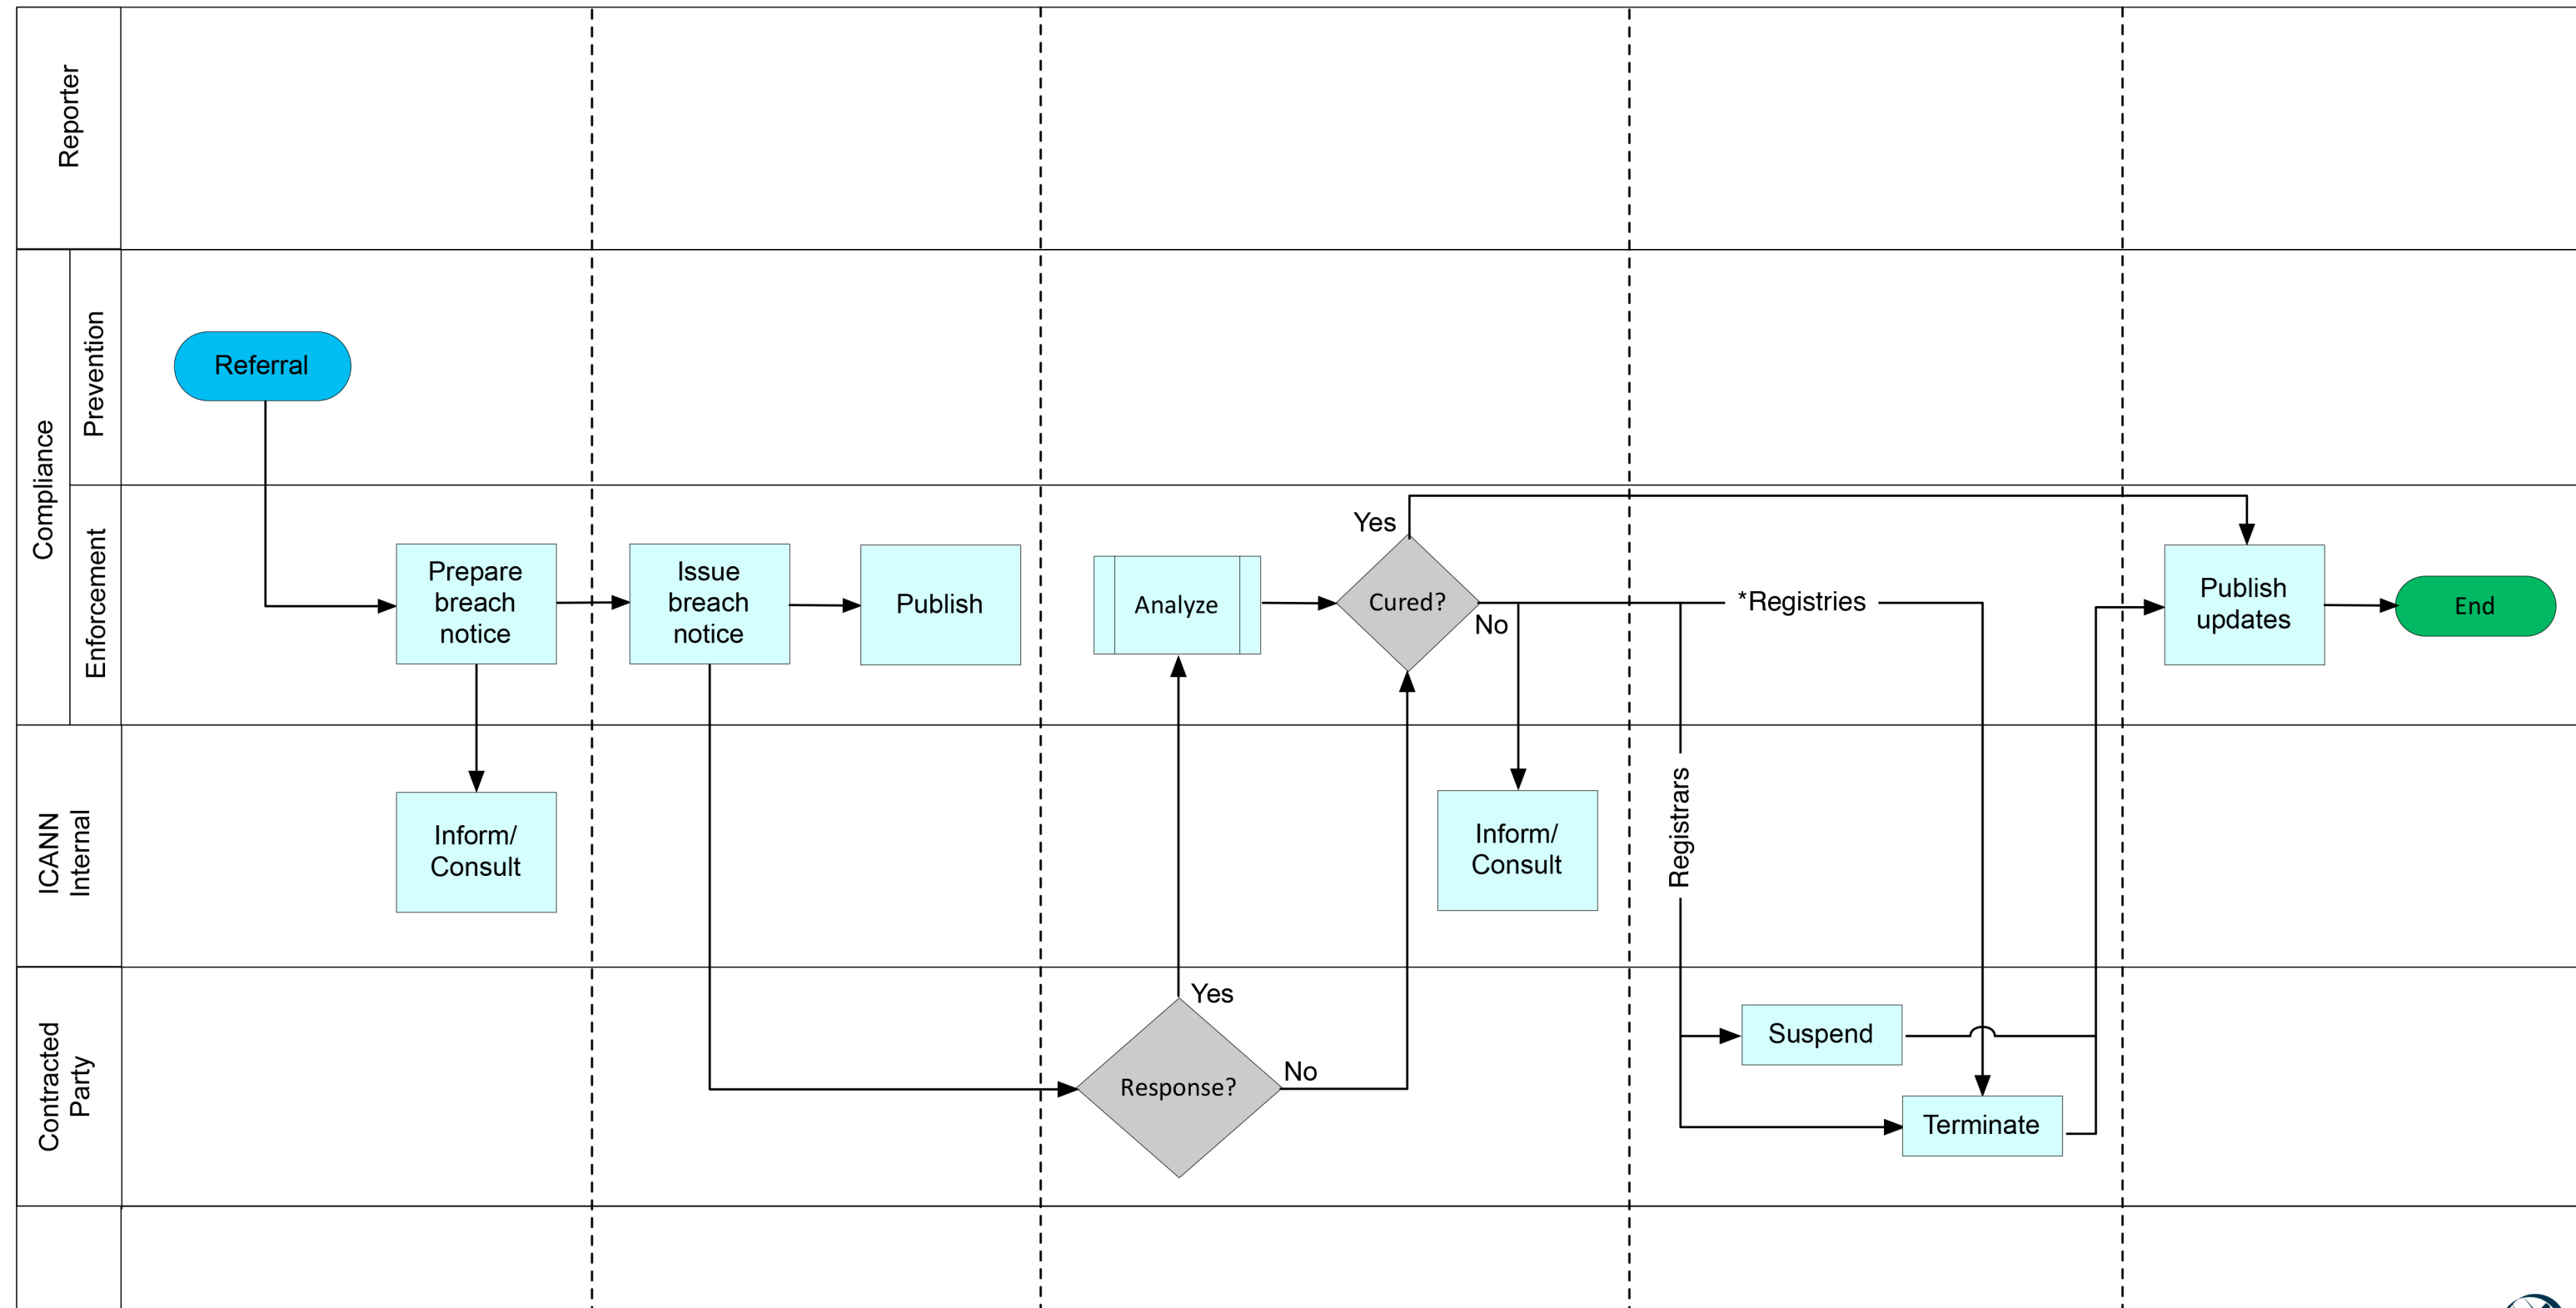 Reporter
Compliance
Prevention
Referral
Enforcement
Prepare
breach
notice
Issue
breach
notice
Publish
Analyze
Yes
Cured?
No
*Registries
Publish
updates
End
ICANN
Internal
Inform/
Consult
Inform/
Consult
Registrars
Contracted
Party
Yes
Response?
No
Suspend
Terminate